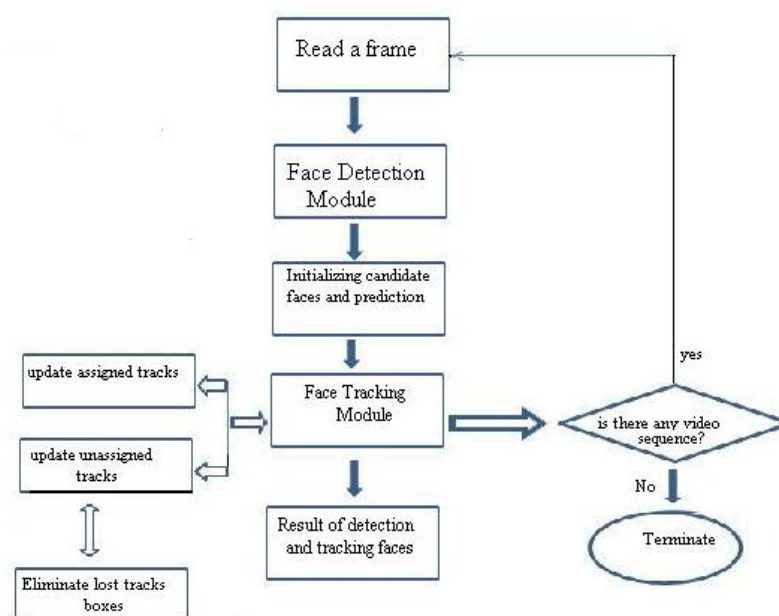 Read a frame
Face Detection
Module
Initializing candidate
faces and prediction
update assigned tracks
Face Tracking
Module
yes
is there any video
sequence?
update unassigned
tracks
No
Result of detection
and tracking faces
Terminate
Eliminate lost tracks
boxes